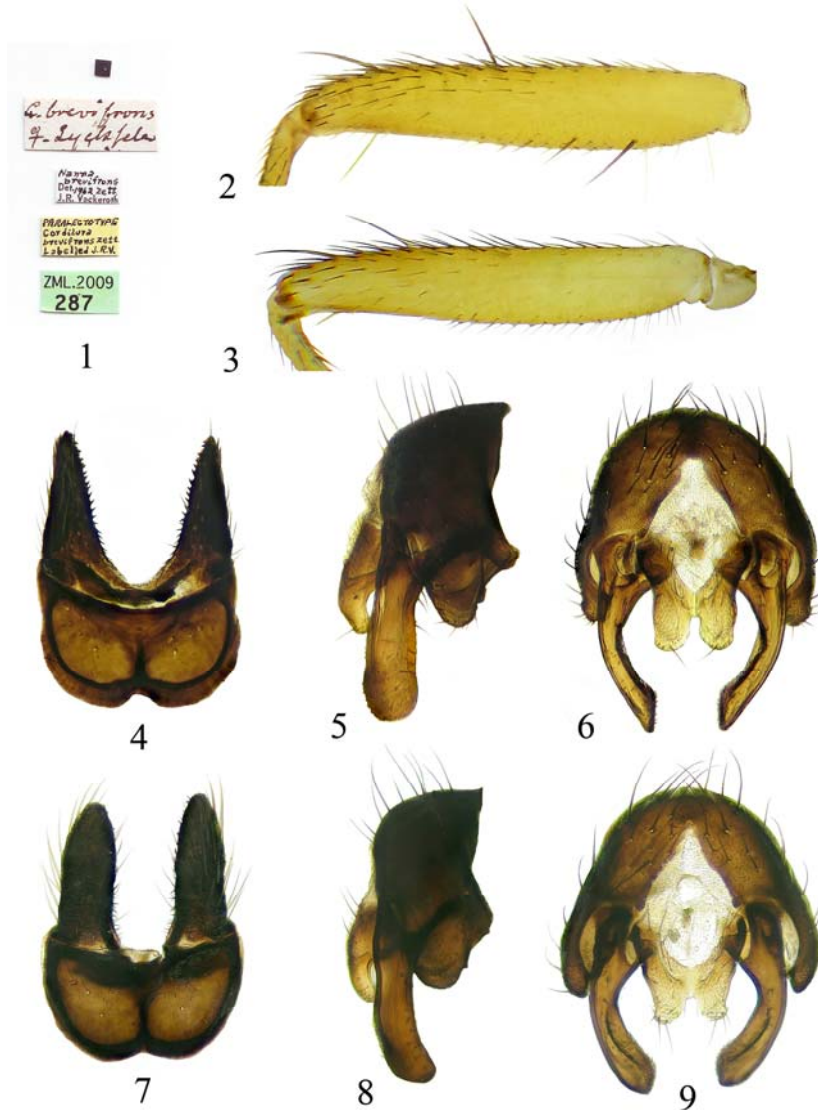 G. brevifrons
♀. Lycksele
Nanna
brevifrons
Det. 1962 Zett.
J.R. Vockeroth
PARALECTOTYPE
Cordilura
brevifrons Zett
Labelled J.R.V.
ZML.2009
287
1
2
3
4
5
6
7
8
9